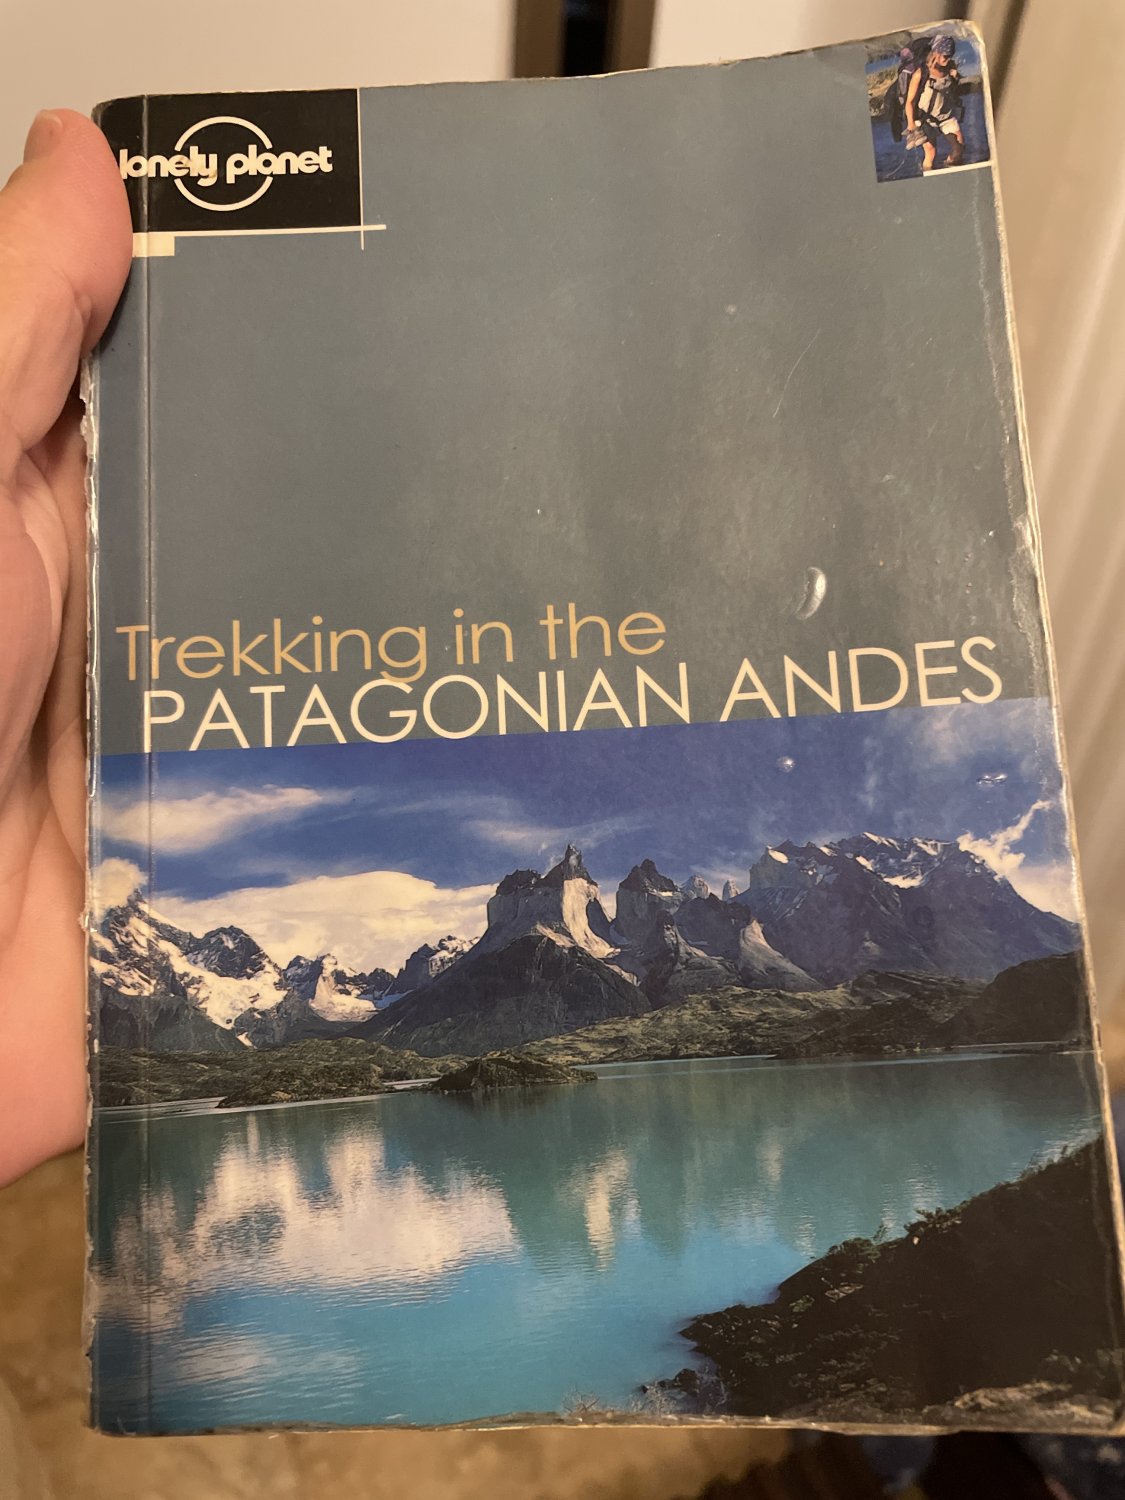 lonely planet
Trekking in the
PATAGONIAN ANDES